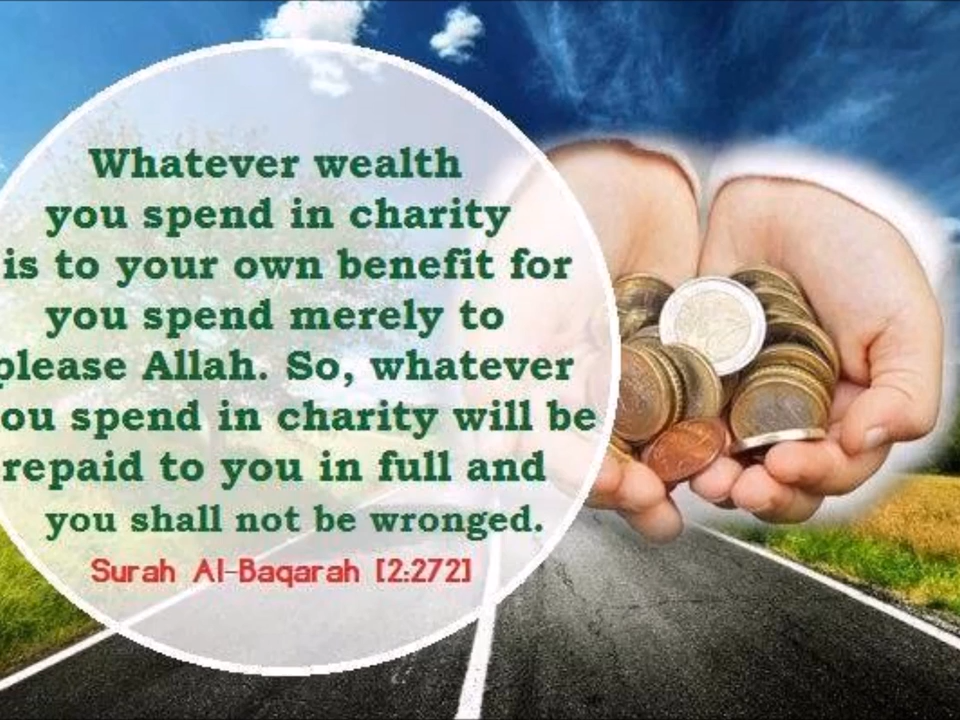 Whatever wealth
you spend in charity
is to your own benefit for
you spend merely to
please Allah. So, whatever
you spend in charity will be
repaid to you in full and
you shall not be wronged.
Surah Al-Baqarah [2:272]